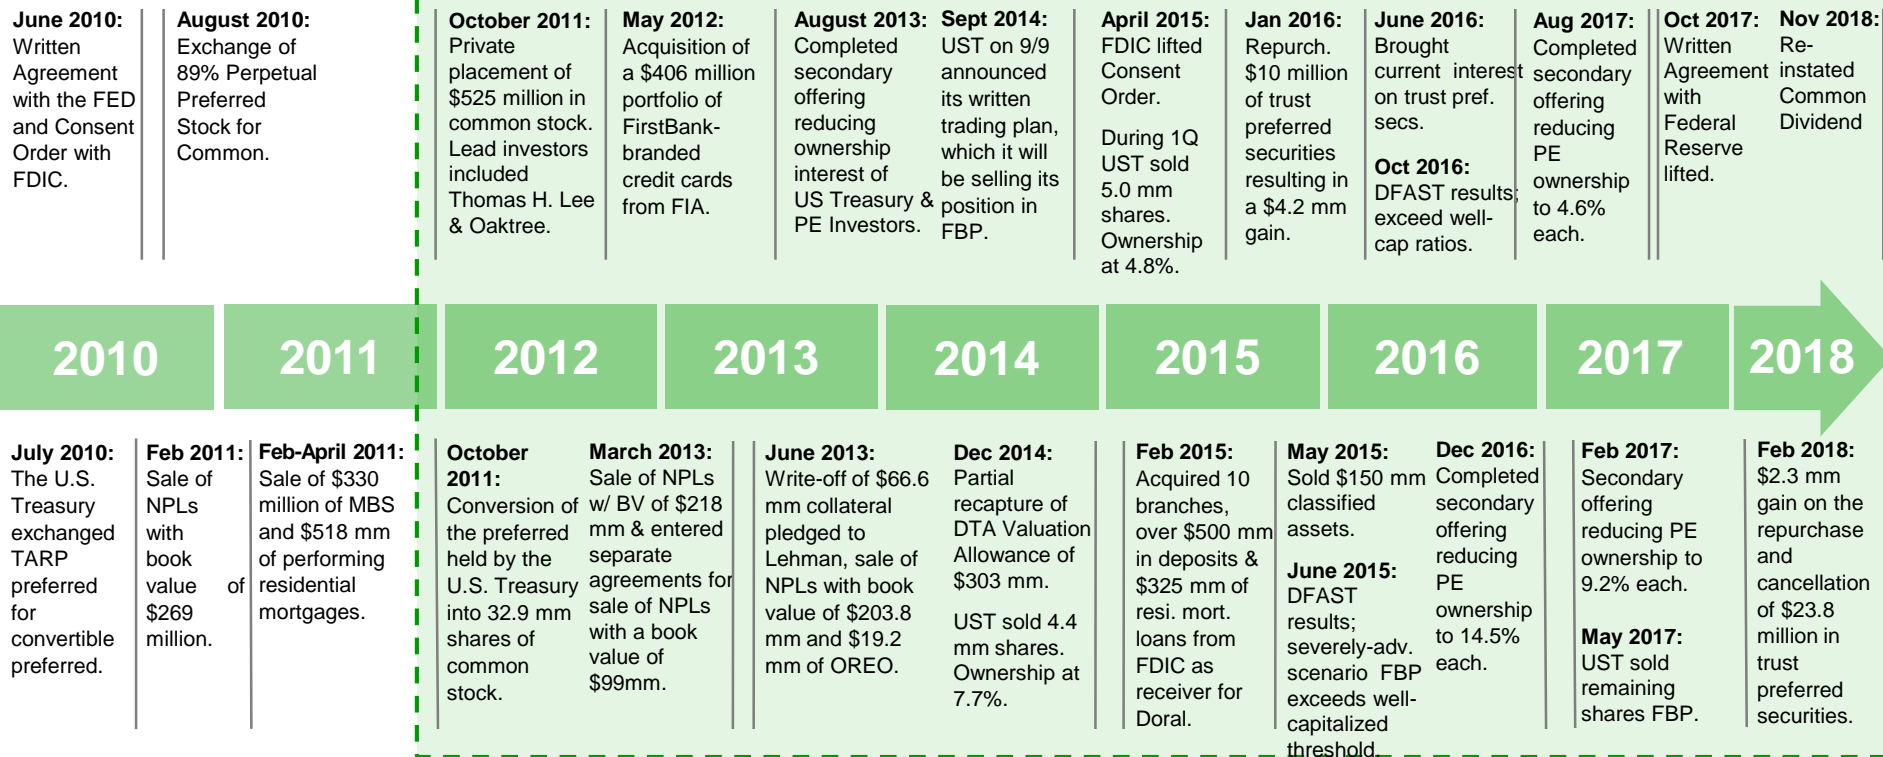 June 2010:
Written
Agreement
with the FED
and Consent
Order with
FDIC.
August 2010:
Exchange of
89% Perpetual
Preferred
Stock for
Common.
October 2011:
Private
placement of
$525 million in
common stock.
Lead investors
included
Thomas H. Lee
& Oaktree.
May 2012:
Acquisition of
a $406 million
portfolio of
FirstBank-
branded
credit cards
from FIA.
August 2013:
Completed
secondary
offering
reducing
ownership
interest of
US Treasury &
PE Investors.
Sept 2014:
UST on 9/9
announced
its written
trading plan,
which it will
be selling its
position in
FBP.
April 2015:
FDIC lifted
Consent
Order.
During 1Q
UST sold
5.0 mm
shares.
Ownership
at 4.8%.
Jan 2016:
Repurch.
$10 million
of trust
preferred
securities
resulting in
a $4.2 mm
gain.
June 2016:
Brought
current interest
on trust pref.
secs.
Oct 2016:
DFAST results;
exceed well-
cap ratios.
Aug 2017:
Completed
secondary
offering
reducing
PE
ownership
to 4.6%
each.
Oct 2017:
Written
Agreement
with
Federal
Reserve
lifted.
Nov 2018:
Re-
instated
Common
Dividend
2010
2011
2012
2013
2014
2015
2016
2017
2018
July 2010:
The U.S.
Treasury
exchanged
TARP
preferred
for
convertible
preferred.
Feb 2011:
Sale of
NPLs
with
book
value of
$269
million.
Feb-April 2011:
Sale of $330
million of MBS
and $518 mm
of performing
residential
mortgages.
October
2011:
Conversion of
the preferred
held by the
U.S. Treasury
into 32.9 mm
shares of
common
stock.
March 2013:
Sale of NPLs
w/ BV of $218
mm & entered
separate
agreements for
sale of NPLs
with a book
value of
$99mm.
June 2013:
Write-off of $66.6
mm collateral
pledged to
Lehman, sale of
NPLs with book
value of $203.8
mm and $19.2
mm of OREO.
Dec 2014:
Partial
recapture of
DTA Valuation
Allowance of
$303 mm.
UST sold 4.4
mm shares.
Ownership at
7.7%.
Feb 2015:
Acquired 10
branches,
over $500 mm
in deposits &
$325 mm of
resi. mort.
loans from
FDIC as
receiver for
Doral.
May 2015:
Sold $150 mm
classified
assets.
June 2015:
DFAST
results;
severely-adv.
scenario FBP
exceeds well-
capitalized
threshold.
Dec 2016:
Completed
secondary
offering
reducing
PE
ownership
to 14.5%
each.
Feb 2017:
Secondary
offering
reducing PE
ownership to
9.2% each.
May 2017:
UST sold
remaining
shares FBP.
Feb 2018:
$2.3 mm
gain on the
repurchase
and
cancellation
of $23.8
million in
trust
preferred
securities.